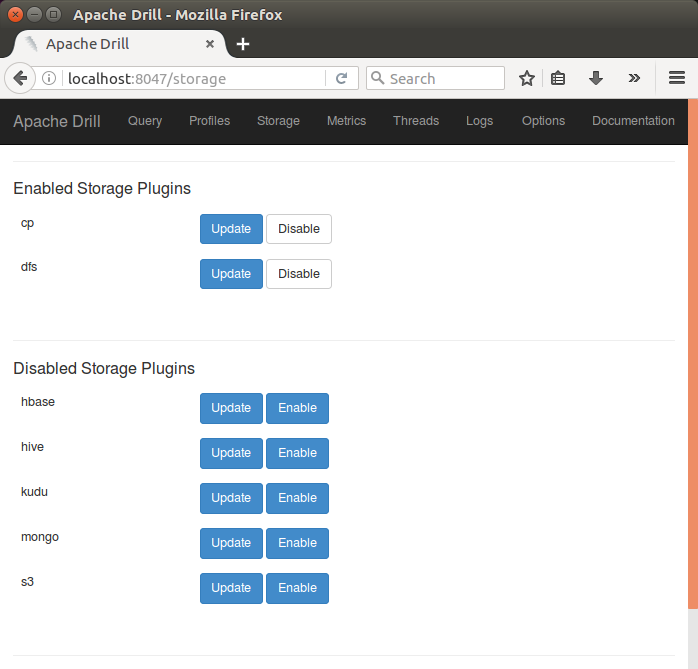 Apache Drill - Mozilla Firefox
Apache Drill
localhost:8047/storage
Search
Apache Drill Query Profiles Storage Metrics Threads Logs Options Documentation
Enabled Storage Plugins
cp Update Disable
dfs Update Disable
Disabled Storage Plugins
hbase Update Enable
hive Update Enable
kudu Update Enable
mongo Update Enable
s3 Update Enable